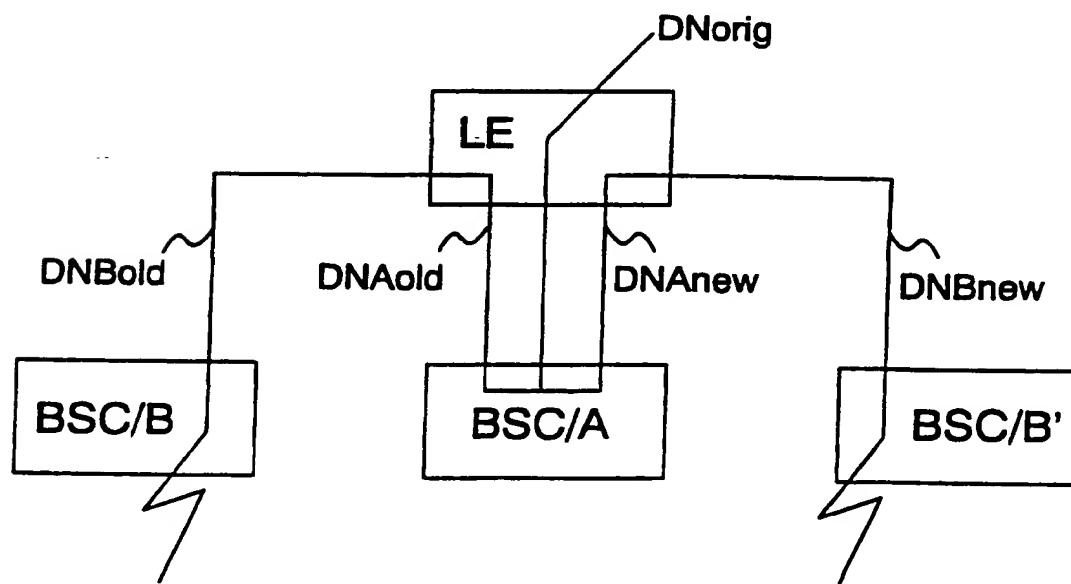 DNorig
LE
DNBold
DNAold
DNAnew
DNBnew
BSC/B
BSC/A
BSC/B'